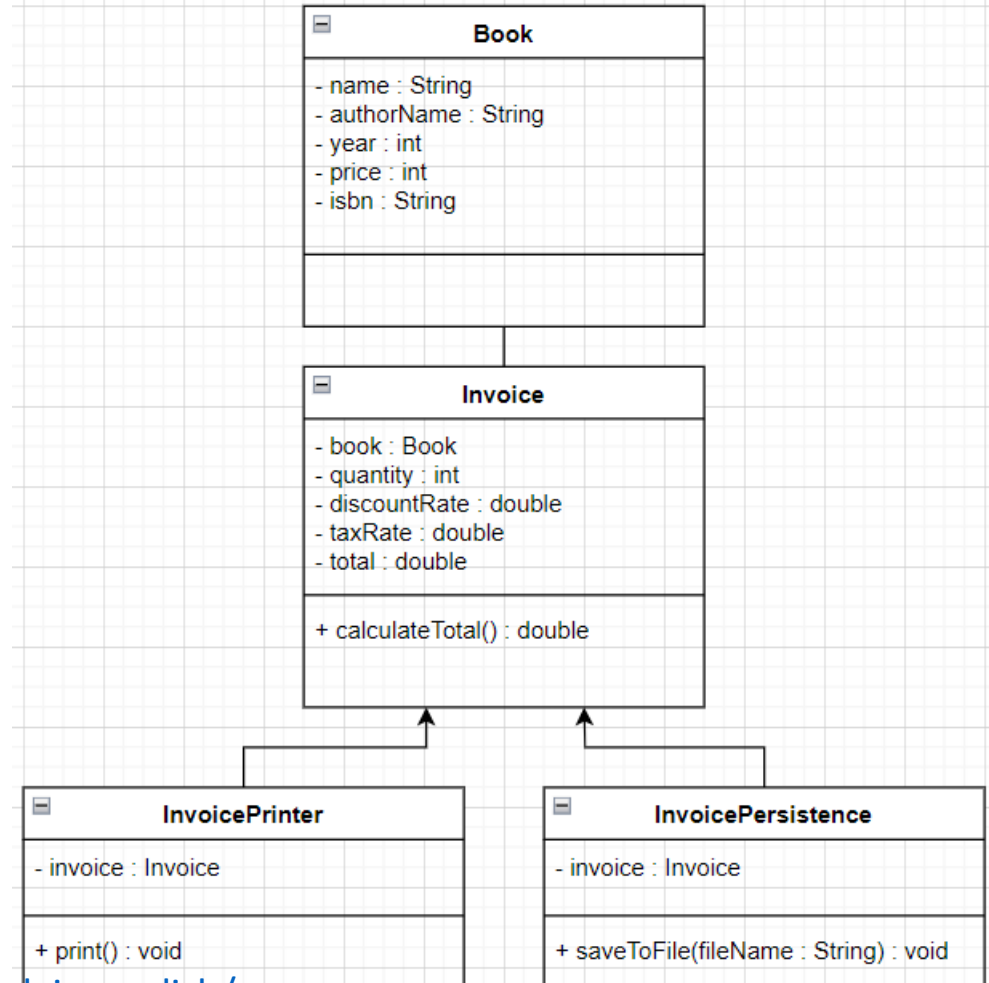 Book
- name : String
- authorName : String
- year : int
- price : int
- isbn : String
Invoice
- book : Book
- quantity : int
- discountRate : double
- taxRate : double
- total : double
+ calculateTotal() : double
InvoicePrinter
- invoice : Invoice
+ print() : void
InvoicePersistence
- invoice : Invoice
+ saveToFile(fileName : String) : void